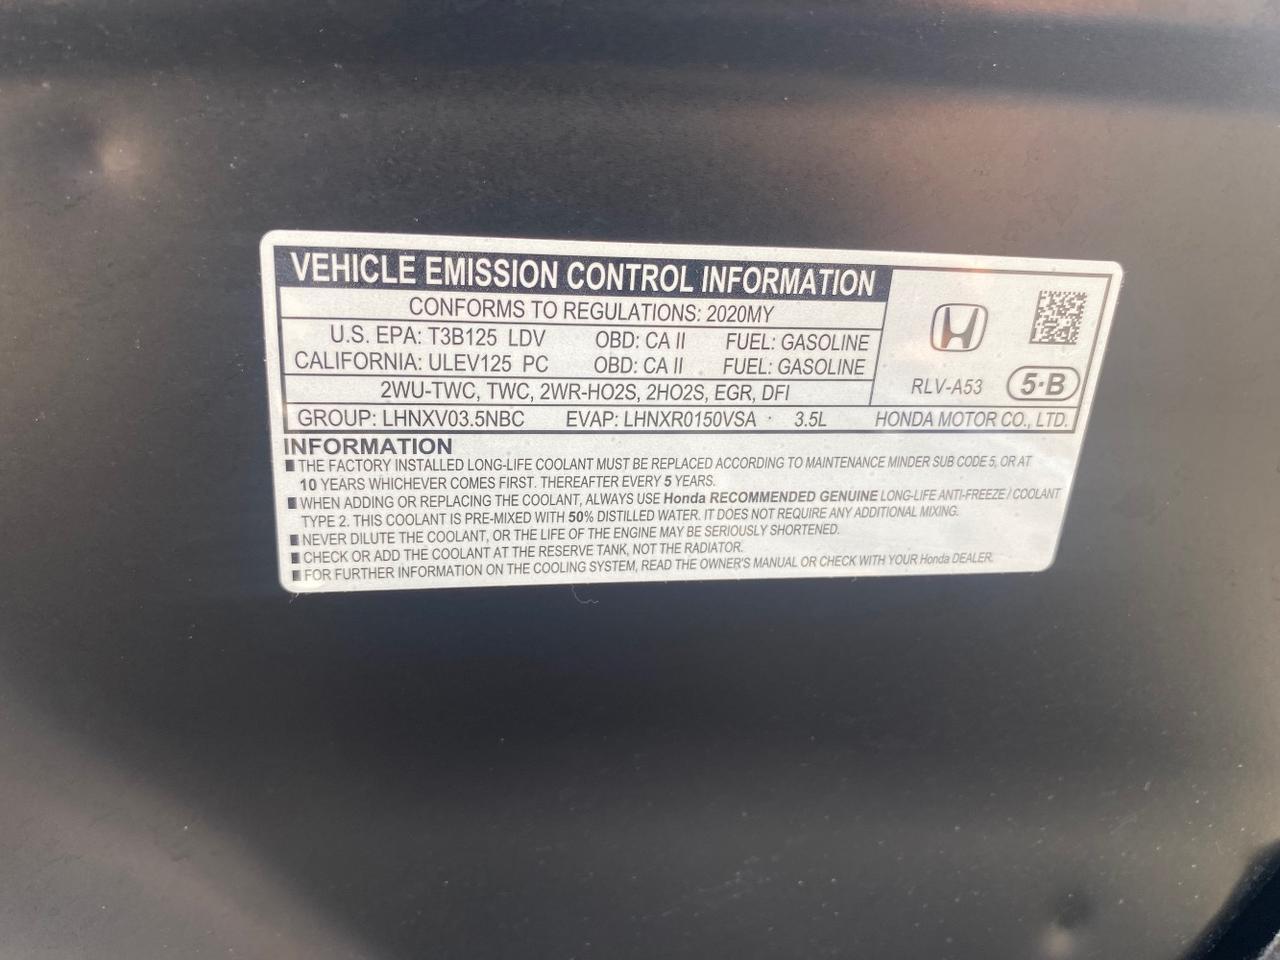 VEHICLE EMISSION CONTROL INFORMATION
CONFORMS TO REGULATIONS: 2020MY
U.S. EPA: T3B125 LDV OBD: CA II FUEL: GASOLINE
CALIFORNIA: ULEV125 PC OBD: CA II FUEL: GASOLINE
2WU-TWC, TWC, 2WR-HO2S, 2HO2S, EGR, DFI
RLV-A53 5·B
GROUP: LHNXV03.5NBC EVAP: LHNXR0150VSA · 3.5L HONDA MOTOR CO., LTD.
INFORMATION
■ THE FACTORY INSTALLED LONG-LIFE COOLANT MUST BE REPLACED ACCORDING TO MAINTENANCE MINDER SUB CODE 5, OR AT
10 YEARS WHICHEVER COMES FIRST. THEREAFTER EVERY 5 YEARS.
■ WHEN ADDING OR REPLACING THE COOLANT, ALWAYS USE Honda RECOMMENDED GENUINE LONG-LIFE ANTI-FREEZE / COOLANT
TYPE 2. THIS COOLANT IS PRE-MIXED WITH 50% DISTILLED WATER. IT DOES NOT REQUIRE ANY ADDITIONAL MIXING.
■ NEVER DILUTE THE COOLANT, OR THE LIFE OF THE ENGINE MAY BE SERIOUSLY SHORTENED.
■ CHECK OR ADD THE COOLANT AT THE RESERVE TANK, NOT THE RADIATOR.
■ FOR FURTHER INFORMATION ON THE COOLING SYSTEM, READ THE OWNER'S MANUAL OR CHECK WITH YOUR Honda DEALER.